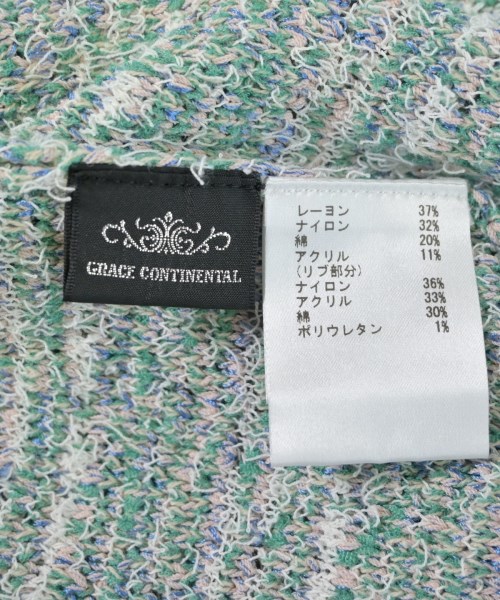 GRACE CONTINENTAL
レーヨン 37%
ナイロン 32%
綿 20%
アクリル 11%
(リブ部分)
ナイロン 36%
アクリル 33%
綿 30%
ポリウレタン 1%